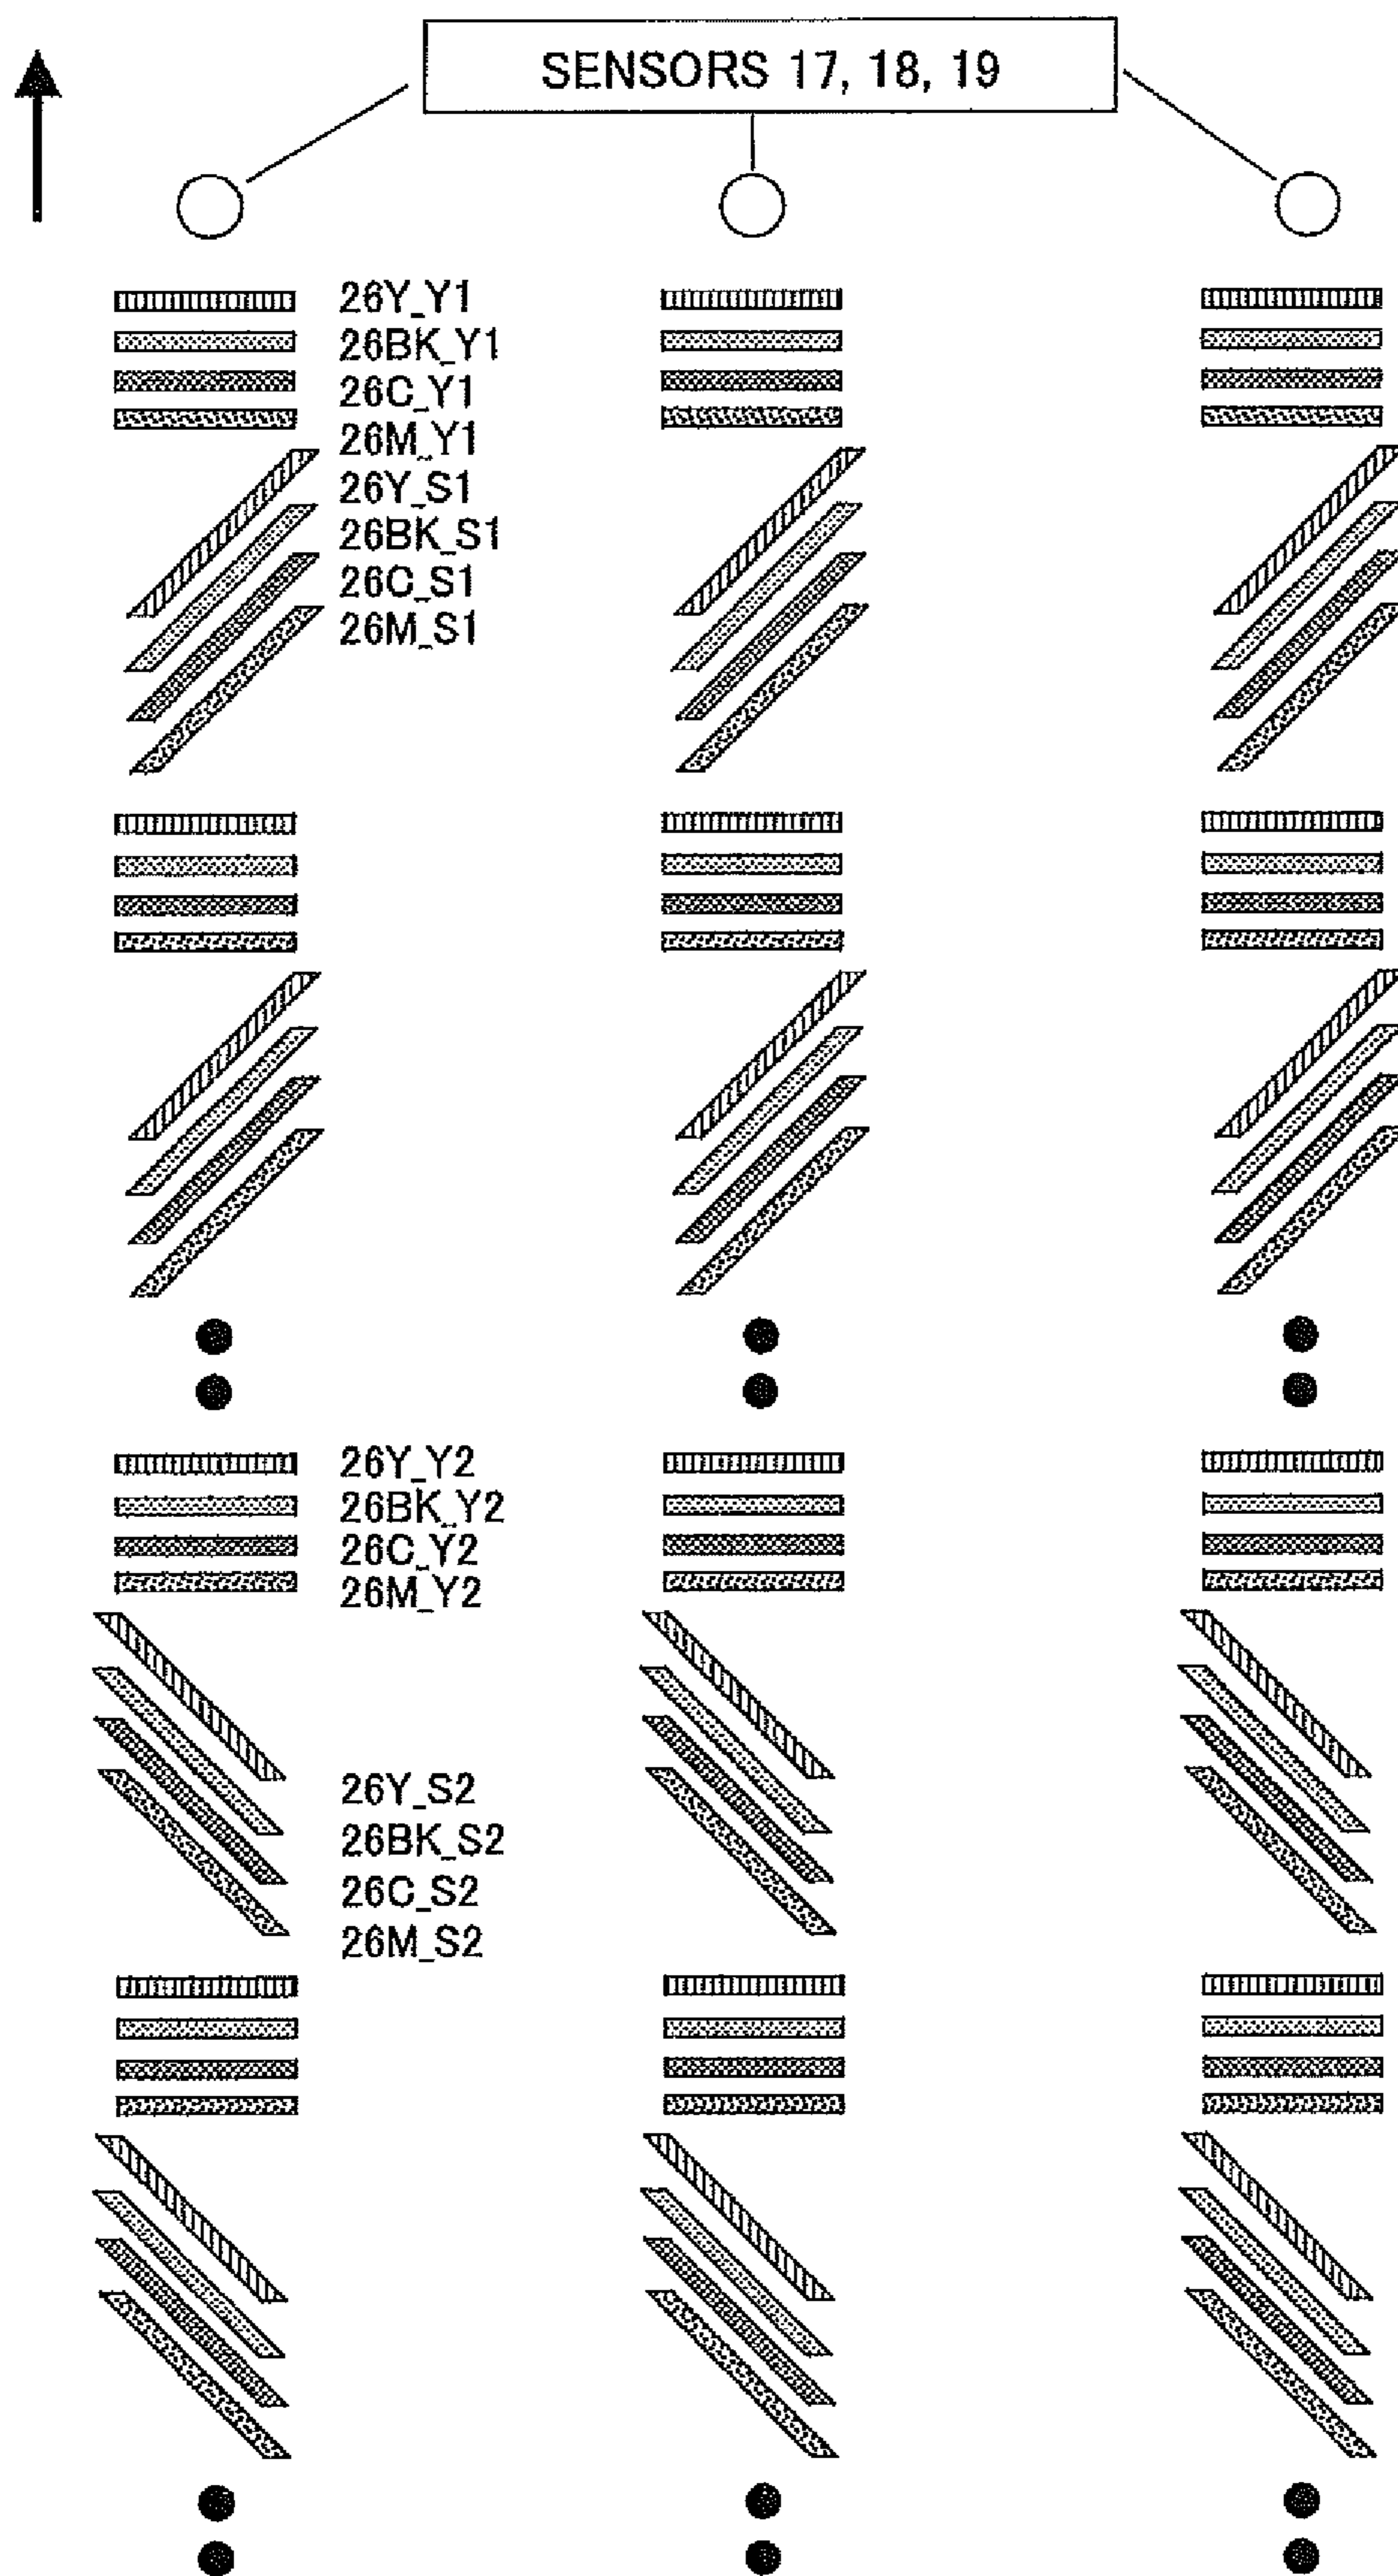 SENSORS 17, 18, 19
26Y_Y1
26BK_Y1
26C_Y1
26M_Y1
26Y_S1
26BK_S1
26C_S1
26M_S1
26Y_Y2
26BK_Y2
26C_Y2
26M_Y2
26Y_S2
26BK_S2
26C_S2
26M_S2